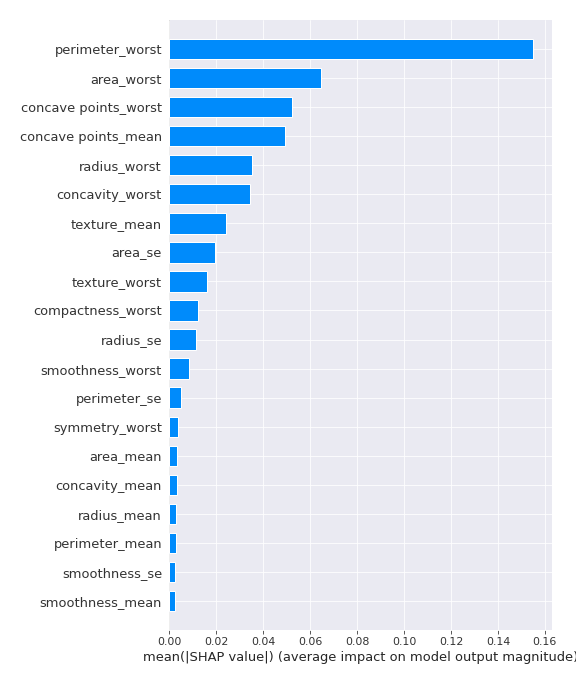 perimeter_worst
area_worst
concave points_worst
concave points_mean
radius_worst
concavity_worst
texture_mean
area_se
texture_worst
compactness_worst
radius_se
smoothness_worst
perimeter_se
symmetry_worst
area_mean
concavity_mean
radius_mean
perimeter_mean
smoothness_se
smoothness_mean
0.00 0.02 0.04 0.06 0.08 0.10 0.12 0.14 0.16
mean(|SHAP value|) (average impact on model output magnitude)